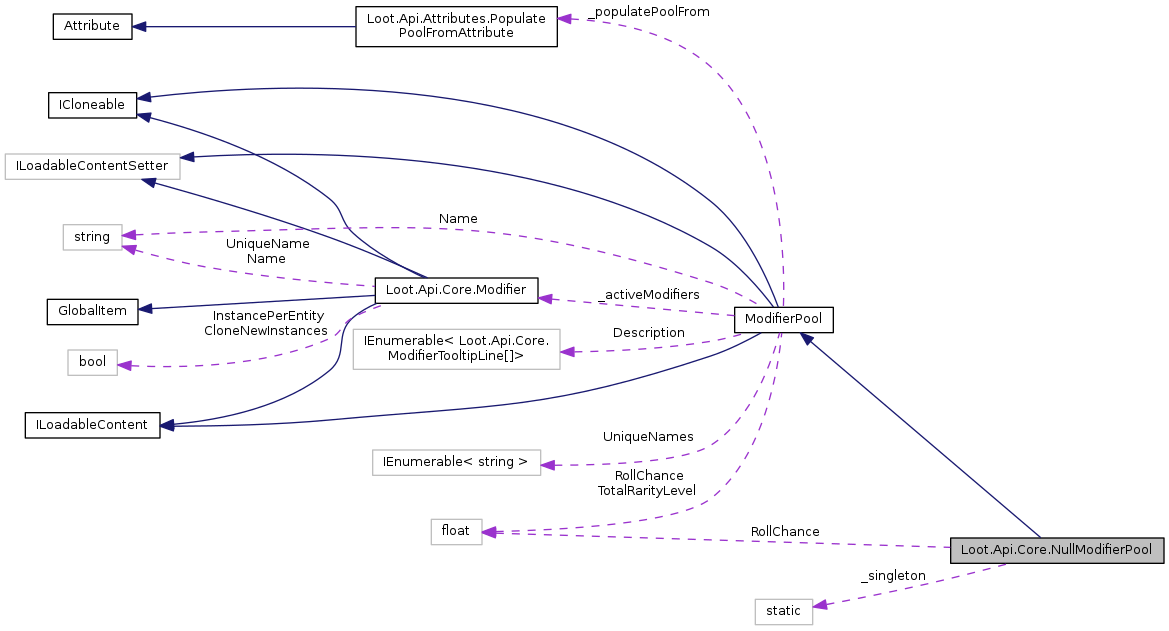 Loot.Api.Attributes.Populate
PoolFromAttribute
_populatePoolFrom
Attribute
ICloneable
ILoadableContentSetter
string
Name
UniqueName
Name
Loot.Api.Core.Modifier
_activeModifiers
GlobalItem
InstancePerEntity
CloneNewInstances
ModifierPool
IEnumerable< Loot.Api.Core.
ModifierTooltipLine[]>
Description
bool
ILoadableContent
UniqueNames
IEnumerable< string >
RollChance
TotalRarityLevel
float
RollChance
Loot.Api.Core.NullModifierPool
_singleton
static